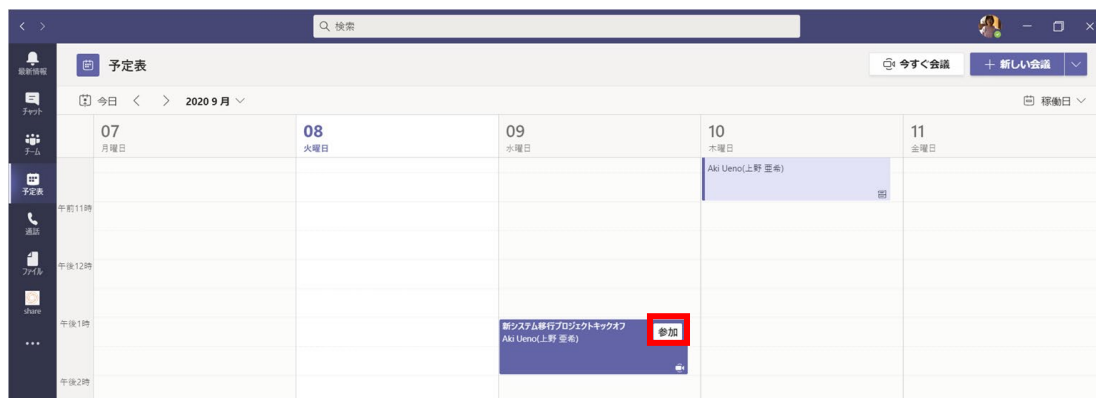 検索
最新情報
チャット
チーム
予定表
通話
ファイル
share
予定表
今すぐ会議
+ 新しい会議
今日
2020 9 月
稼働日
07
月曜日
08
火曜日
09
水曜日
10
木曜日
11
金曜日
Aki Ueno(上野 亜希)
午前11時
午後12時
午後1時
新システム移行プロジェクトキックオフ
Aki Ueno(上野 亜希)
参加
午後2時